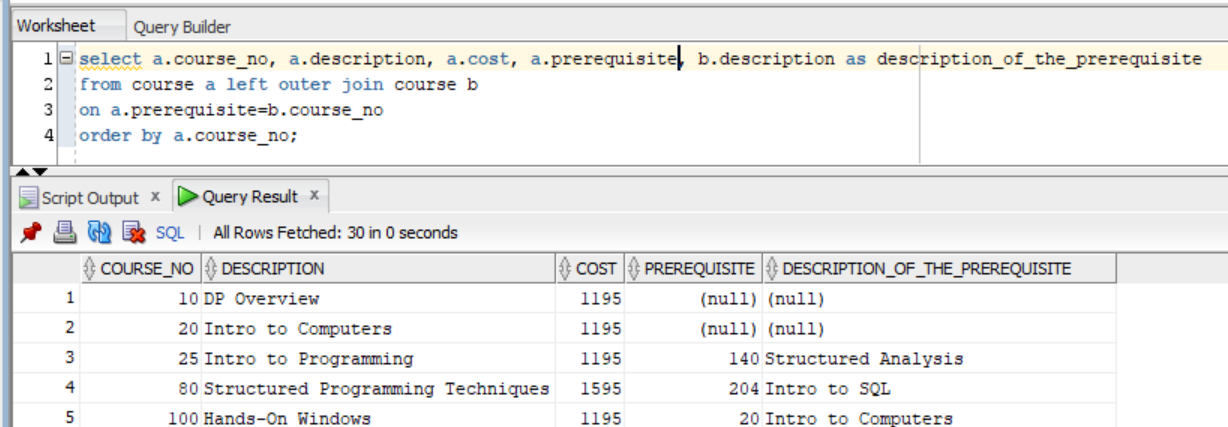 Worksheet Query Builder
1 select a.course_no, a.description, a.cost, a.prerequisite, b.description as description_of_the_prerequisite
2 from course a left outer join course b
3 on a.prerequisite=b.course_no
4 order by a.course_no;
Script Output x Query Result x
SQL | All Rows Fetched: 30 in 0 seconds
COURSE_NO DESCRIPTION COST PREREQUISITE DESCRIPTION_OF_THE_PREREQUISITE
1 10 DP Overview 1195 (null) (null)
2 20 Intro to Computers 1195 (null) (null)
3 25 Intro to Programming 1195 140 Structured Analysis
4 80 Structured Programming Techniques 1595 204 Intro to SQL
5 100 Hands-On Windows 1195 20 Intro to Computers